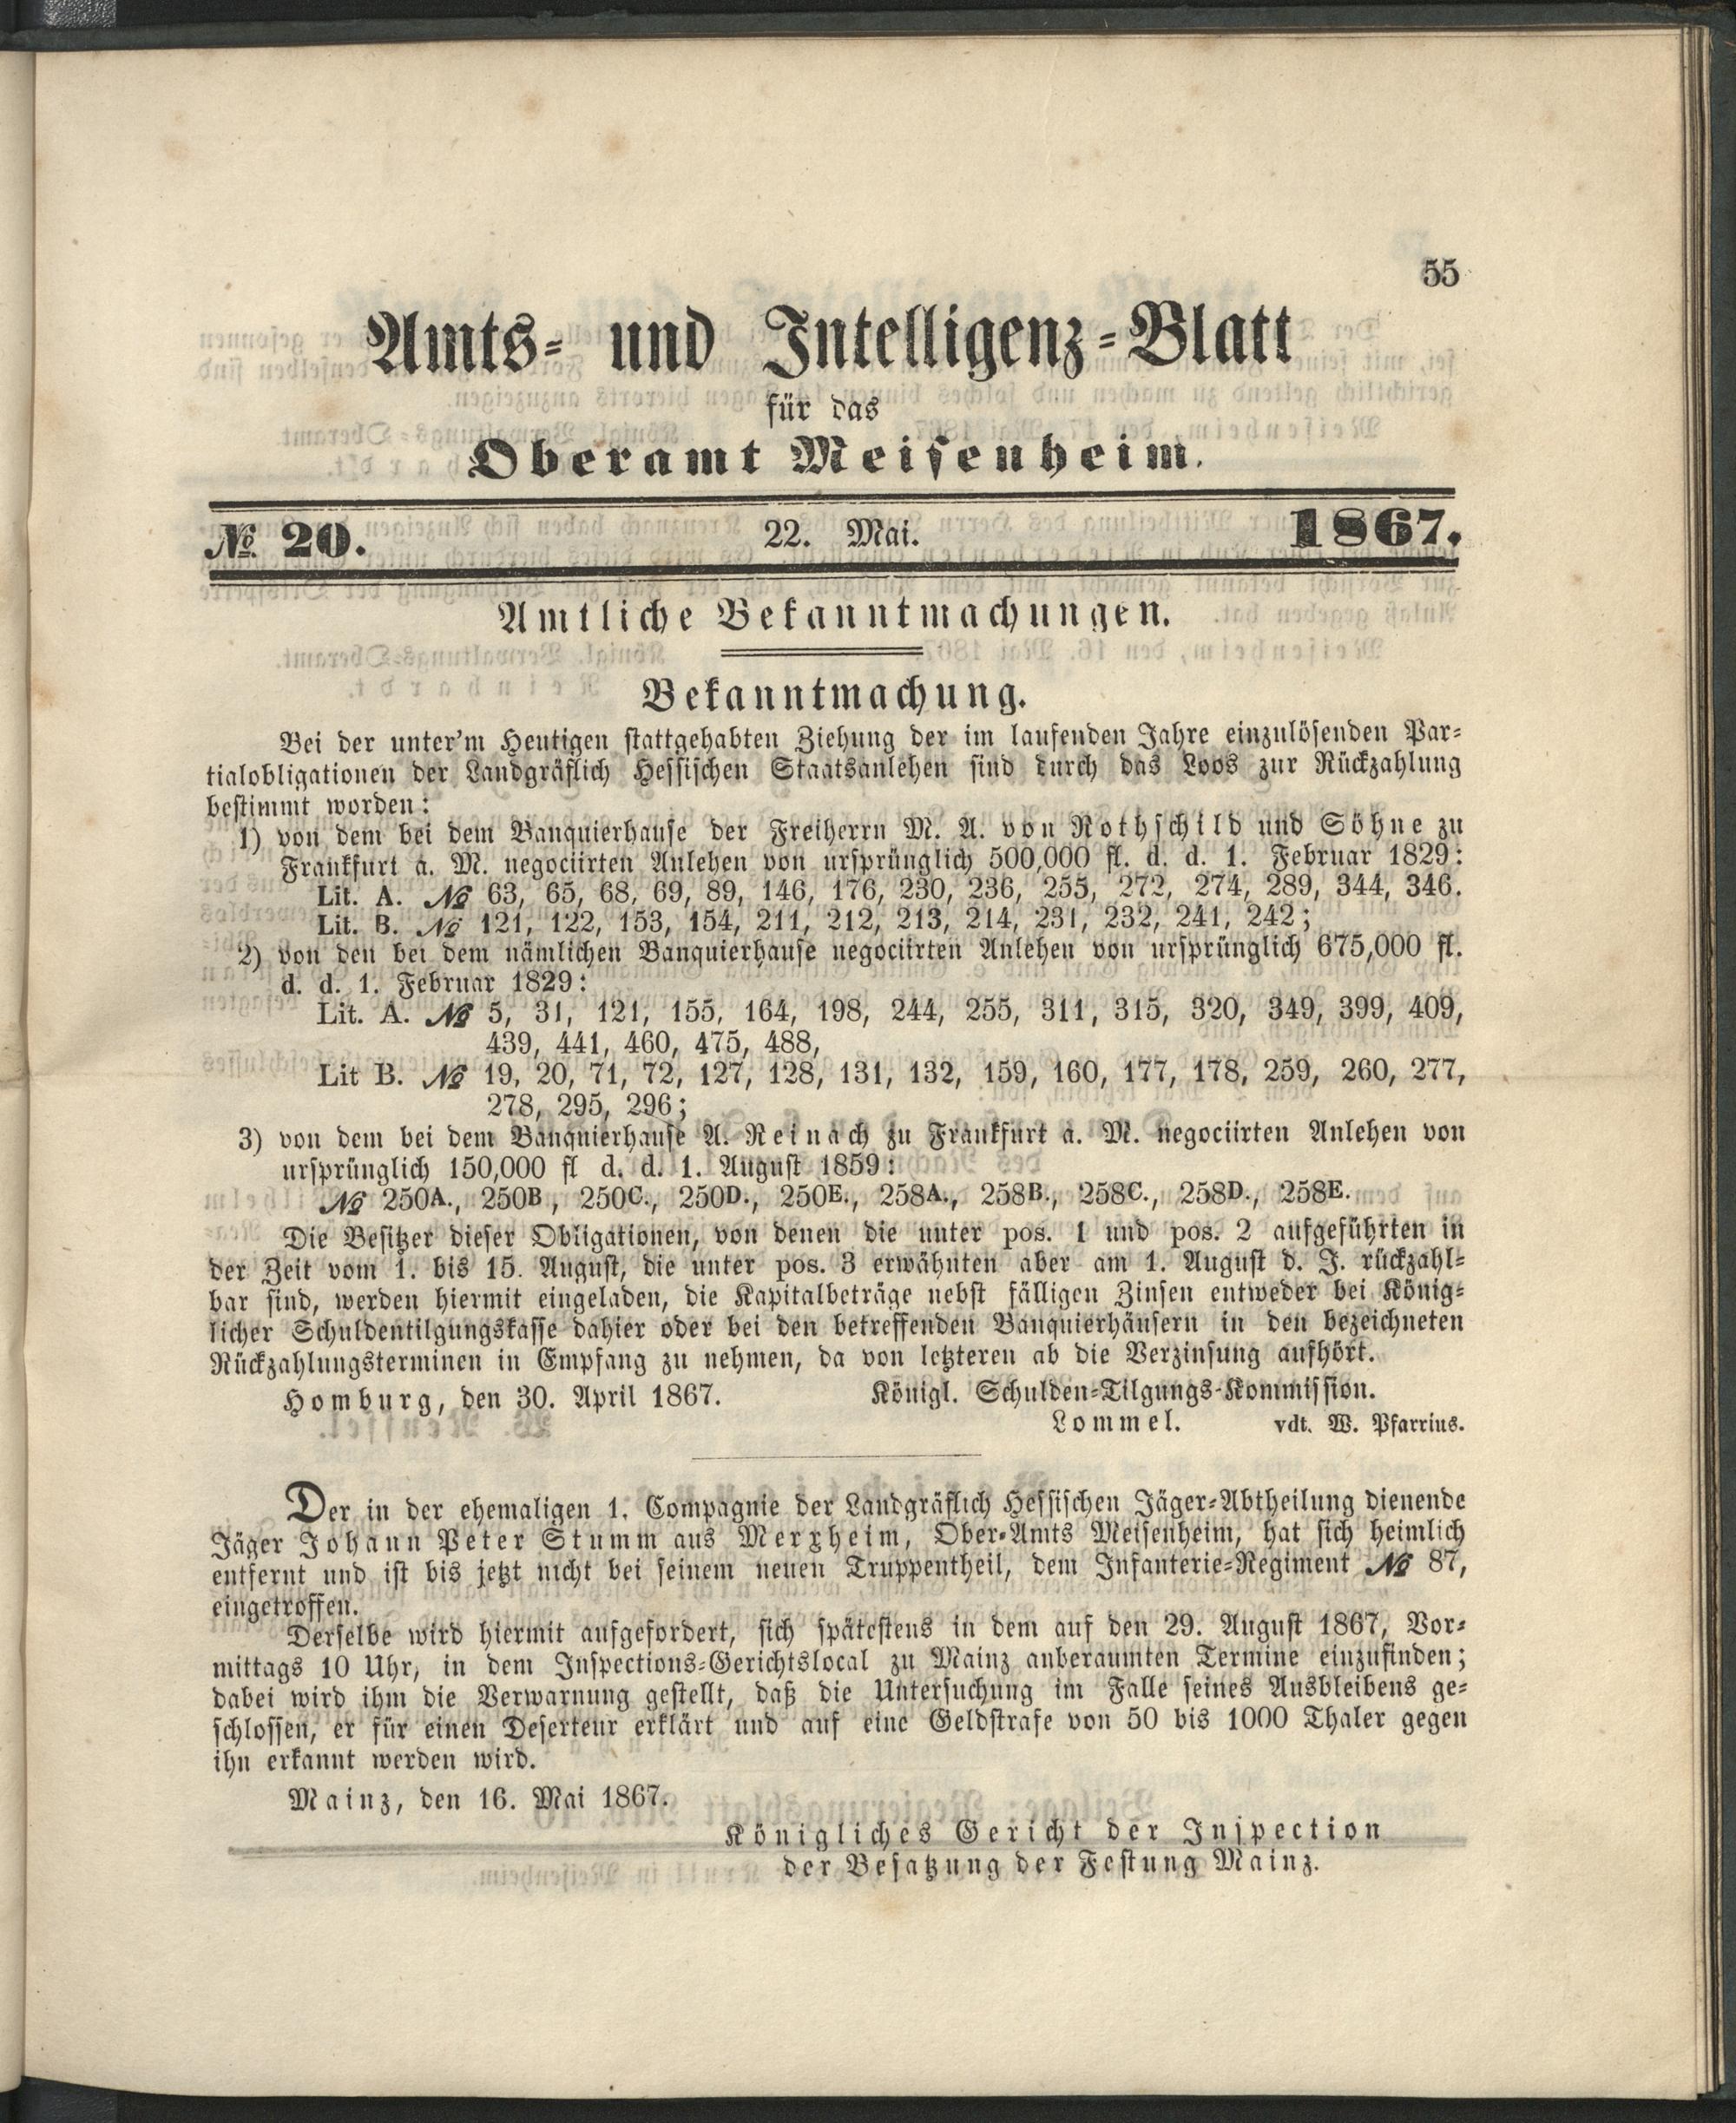 55
Amts- und Intelligenz-Blatt
für das
Oberamt Meisenheim.
№ 20. 22. Mai. 1867.
Amtliche Bekanntmachungen.
Bekanntmachung.
Bei der unter'm Heutigen stattgehabten Ziehung der im laufenden Jahre einzulösenden Par-
tialobligationen der Landgräflich Hessischen Staatsanlehen sind durch das Loos zur Rückzahlung
bestimmt worden:
1) von dem bei dem Banquierhause der Freiherrn M. A. von Rothschild und Söhne zu
Frankfurt a. M. negociirten Anlehen von ursprünglich 500,000 fl. d. d. 1. Februar 1829:
Lit. A. № 63, 65, 68, 69, 89, 146, 176, 230, 236, 255, 272, 274, 289, 344, 346.
Lit. B. № 121, 122, 153, 154, 211, 212, 213, 214, 231, 232, 241, 242;
2) von den bei dem nämlichen Banquierhause negociirten Anlehen von ursprünglich 675,000 fl.
d. d. 1. Februar 1829:
Lit. A. № 5, 31, 121, 155, 164, 198, 244, 255, 311, 315, 320, 349, 399, 409,
439, 441, 460, 475, 488,
Lit B. № 19, 20, 71, 72, 127, 128, 131, 132, 159, 160, 177, 178, 259, 260, 277,
278, 295, 296;
3) von dem bei dem Banquierhause A. Reinach zu Frankfurt a. M. negociirten Anlehen von
ursprünglich 150,000 fl d. d. 1. August 1859:
№ 250A., 250B., 250C., 250D., 250E., 258A., 258B., 258C., 258D., 258E.
Die Besitzer dieser Obligationen, von denen die unter pos. 1 und pos. 2 aufgeführten in
der Zeit vom 1. bis 15. August, die unter pos. 3 erwähnten aber am 1. August d. J. rückzahl-
bar sind, werden hiermit eingeladen, die Kapitalbeträge nebst fälligen Zinsen entweder bei König-
licher Schuldentilgungskasse dahier oder bei den betreffenden Banquierhäusern in den bezeichneten
Rückzahlungsterminen in Empfang zu nehmen, da von letzteren ab die Verzinsung aufhört.
Homburg, den 30. April 1867. Königl. Schulden-Tilgungs-Kommission.
Lommel. vdt. W. Pfarrius.
Der in der ehemaligen 1. Compagnie der Landgräflich Hessischen Jäger-Abtheilung dienende
Jäger Johann Peter Stumm aus Merxheim, Ober-Amts Meisenheim, hat sich heimlich
entfernt und ist bis jetzt nicht bei seinem neuen Truppentheil, dem Infanterie-Regiment № 87,
eingetroffen.
Derselbe wird hiermit aufgefordert, sich spätestens in dem auf den 29. August 1867, Vor-
mittags 10 Uhr, in dem Inspections-Gerichtslocal zu Mainz anberaumten Termine einzufinden;
dabei wird ihm die Verwarnung gestellt, daß die Untersuchung im Falle seines Ausbleibens ge-
schlossen, er für einen Deserteur erklärt und auf eine Geldstrafe von 50 bis 1000 Thaler gegen
ihn erkannt werden wird.
Mainz, den 16. Mai 1867.
Königliches Gericht der Inspection
der Besatzung der Festung Mainz.